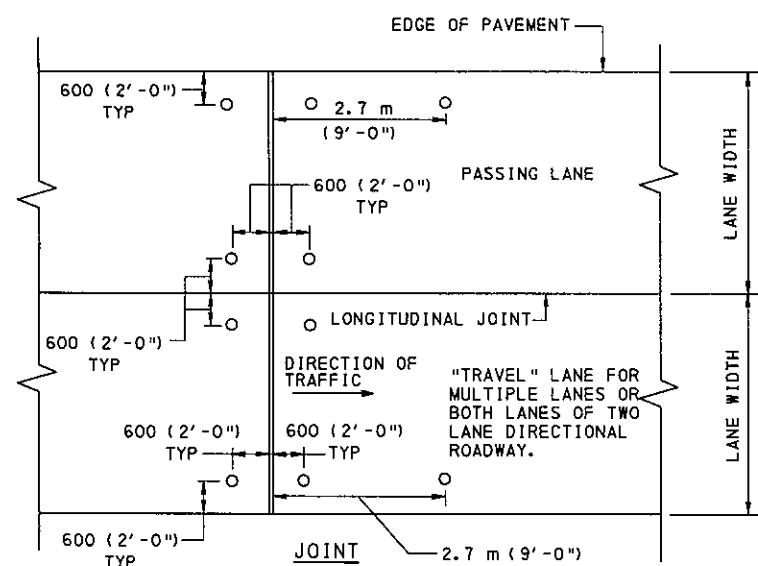 EDGE OF PAVEMENT
600 (2'-0")
TYP
2.7 m
(9'-0")
600 (2'-0")
TYP
PASSING LANE
LANE WIDTH
LONGITUDINAL JOINT
600 (2'-0")
TYP
DIRECTION OF
TRAFFIC
"TRAVEL" LANE FOR
MULTIPLE LANES OR
BOTH LANES OF TWO
LANE DIRECTIONAL
ROADWAY.
LANE WIDTH
600 (2'-0")
TYP
600 (2'-0")
TYP
600 (2'-0")
TYP
JOINT
2.7 m (9'-0")